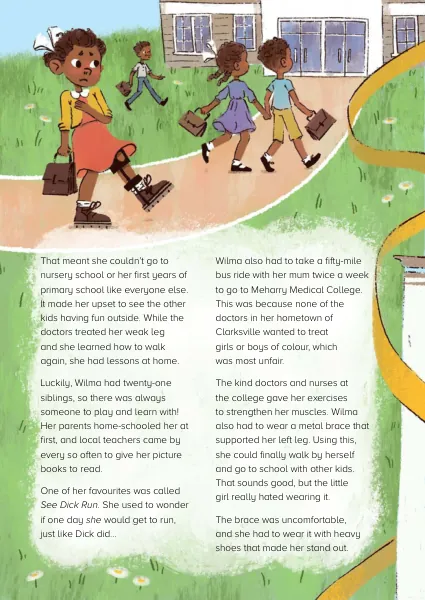 That meant she couldn't go to
nursery school or her first years of
primary school like everyone else.
It made her upset to see the other
kids having fun outside. While the
doctors treated her weak leg
and she learned how to walk
again, she had lessons at home.
Luckily, Wilma had twenty-one
siblings, so there was always
someone to play and learn with!
Her parents home-schooled her at
first, and local teachers came by
every so often to give her picture
books to read.
One of her favourites was called
See Dick Run. She used to wonder
if one day she would get to run,
just like Dick did...
Wilma also had to take a fifty-mile
bus ride with her mum twice a week
to go to Meharry Medical College.
This was because none of the
doctors in her hometown of
Clarksville wanted to treat
girls or boys of colour, which
was most unfair.
The kind doctors and nurses at
the college gave her exercises
to strengthen her muscles. Wilma
also had to wear a metal brace that
supported her left leg. Using this,
she could finally walk by herself
and go to school with other kids.
That sounds good, but the little
girl really hated wearing it.
The brace was uncomfortable,
and she had to wear it with heavy
shoes that made her stand out.